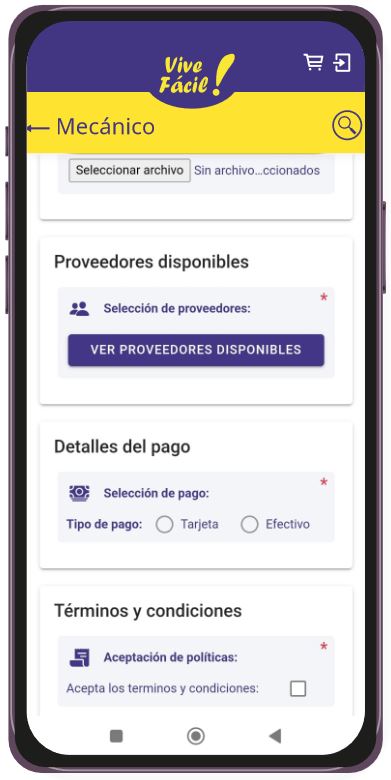 Vive
Fácil!
Mecánico
Seleccionar archivo Sin archivo...ccionados
Proveedores disponibles
*
Selección de proveedores:
VER PROVEEDORES DISPONIBLES
Detalles del pago
*
Selección de pago:
Tipo de pago: Tarjeta Efectivo
Términos y condiciones
*
Aceptación de políticas:
Acepta los terminos y condiciones: